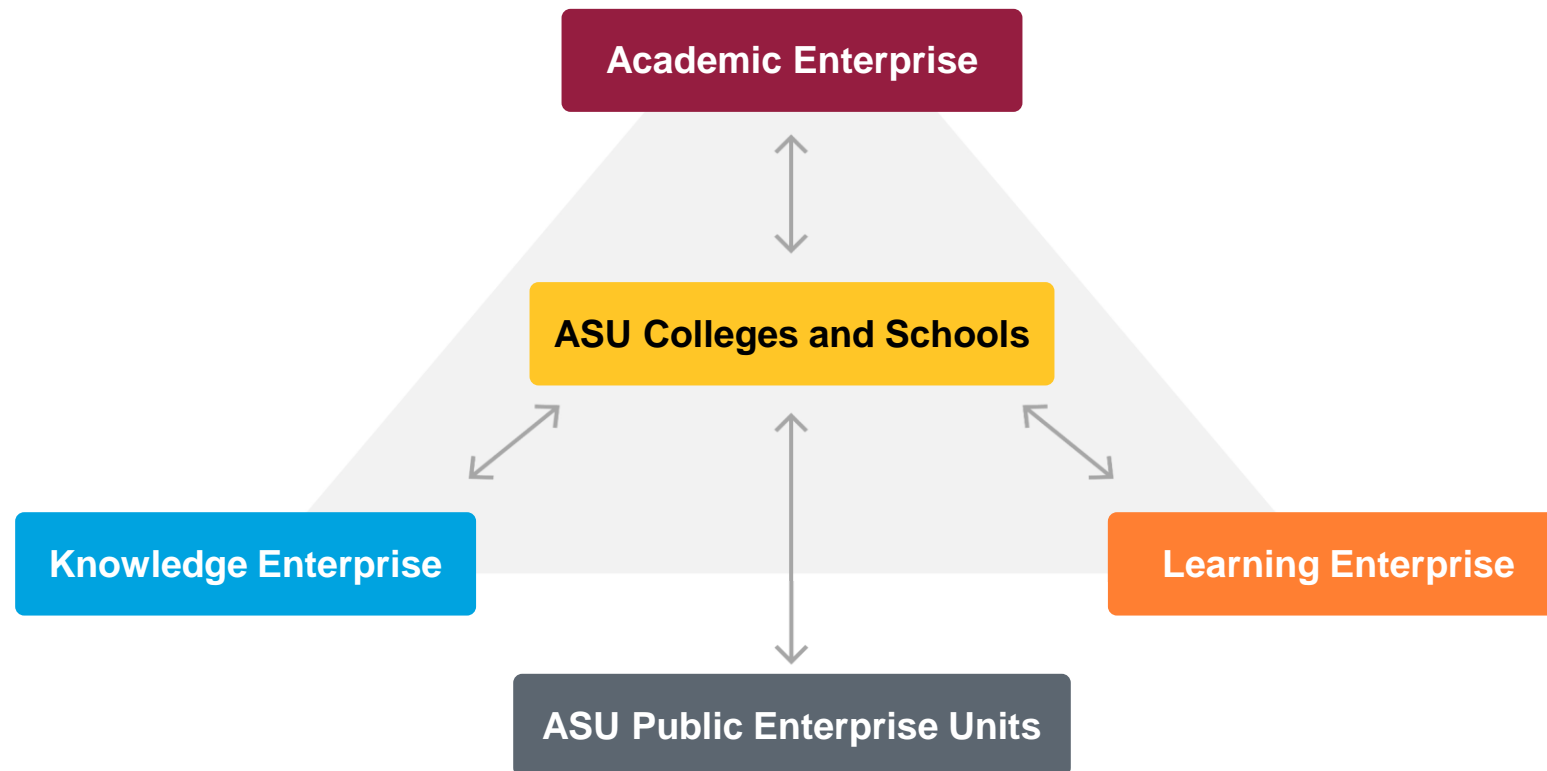 Academic Enterprise
ASU Colleges and Schools
Knowledge Enterprise
Learning Enterprise
ASU Public Enterprise Units